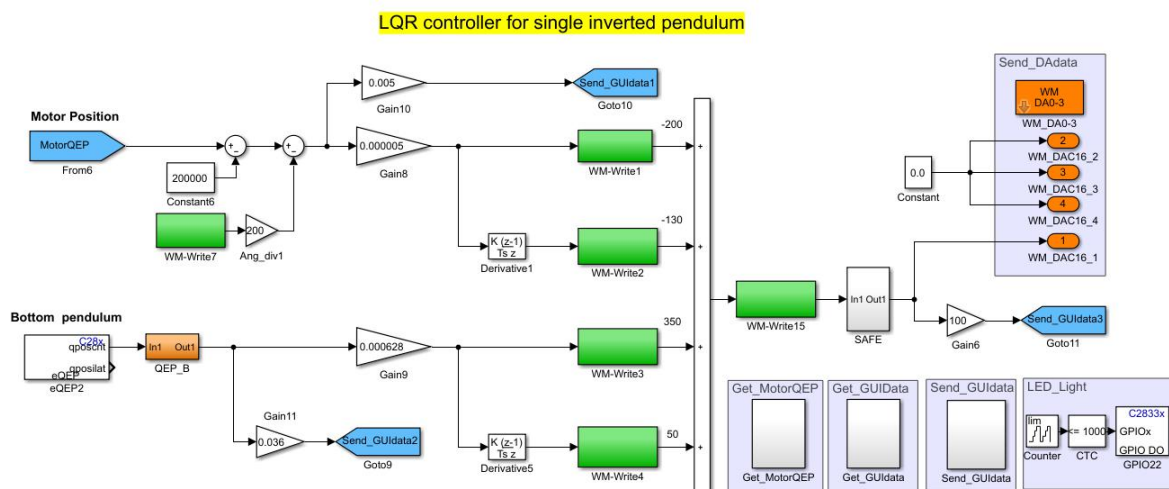 LQR controller for single inverted pendulum
Send_DAdata
WM
DA0-3
WM_DA0-3
2
WM_DAC16_2
3
WM_DAC16_3
4
WM_DAC16_4
1
WM_DAC16_1
0.0
Constant
0.005
Gain10
Send_GUIdata1
Goto10
Motor Position
MotorQEP
From6
+
-
+
-
200000
Constant6
WM-Write7
200
Ang_div1
0.000005
Gain8
-200
WM-Write1
+
-130
K (z-1)
Ts z
Derivative1
WM-Write2
+
WM-Write15
In1 Out1
SAFE
100
Gain6
Send_GUIdata3
Goto11
Bottom pendulum
C28x
qposcnt
qposilat
eQEP
eQEP2
In1 Out1
QEP_B
0.000628
Gain9
350
WM-Write3
+
Gain11
0.036
Send_GUIdata2
Goto9
K (z-1)
Ts z
Derivative5
50
WM-Write4
+
Get_MotorQEP
Get_MotorQEP
Get_GUIData
Get_GUIdata
Send_GUIdata
Send_GUIdata
LED_Light
lim
Counter
<= 1000
CTC
C2833x
GPIOx
GPIO DO
GPIO22